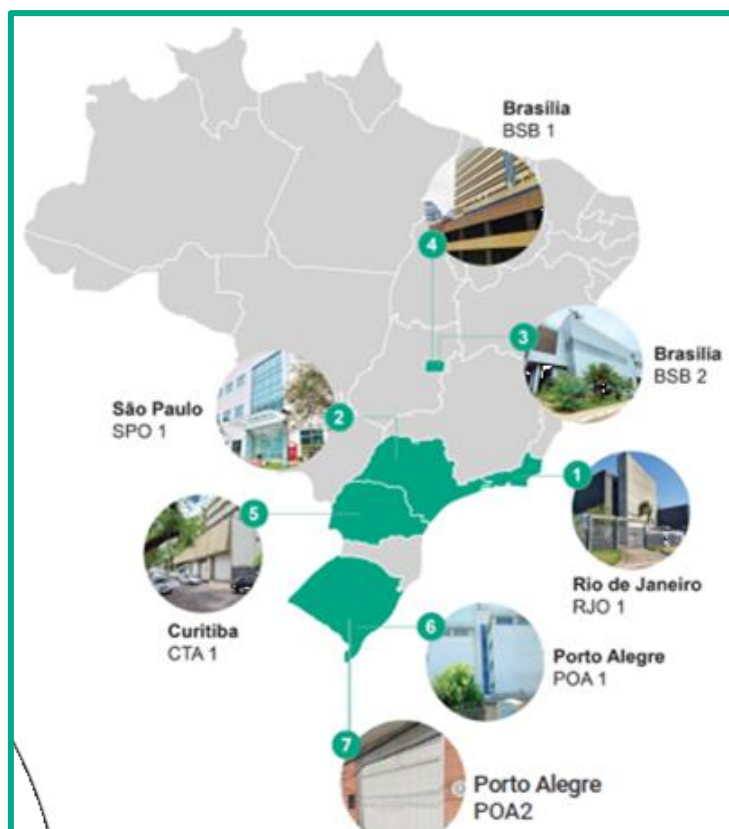 Brasília
BSB 1
4
3
Brasília
BSB 2
São Paulo
SPO 1
2
1
5
Rio de Janeiro
RJO 1
Curitiba
CTA 1
6
Porto Alegre
POA 1
7
Porto Alegre
POA2